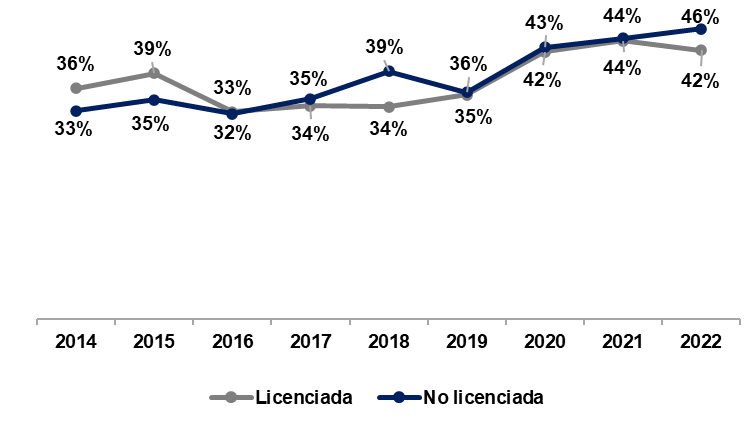 36% 39% 33% 35% 39% 36% 43% 44% 46%
33% 35% 32% 34% 34% 35% 42% 44% 42%
2014 2015 2016 2017 2018 2019 2020 2021 2022
Licenciada No licenciada